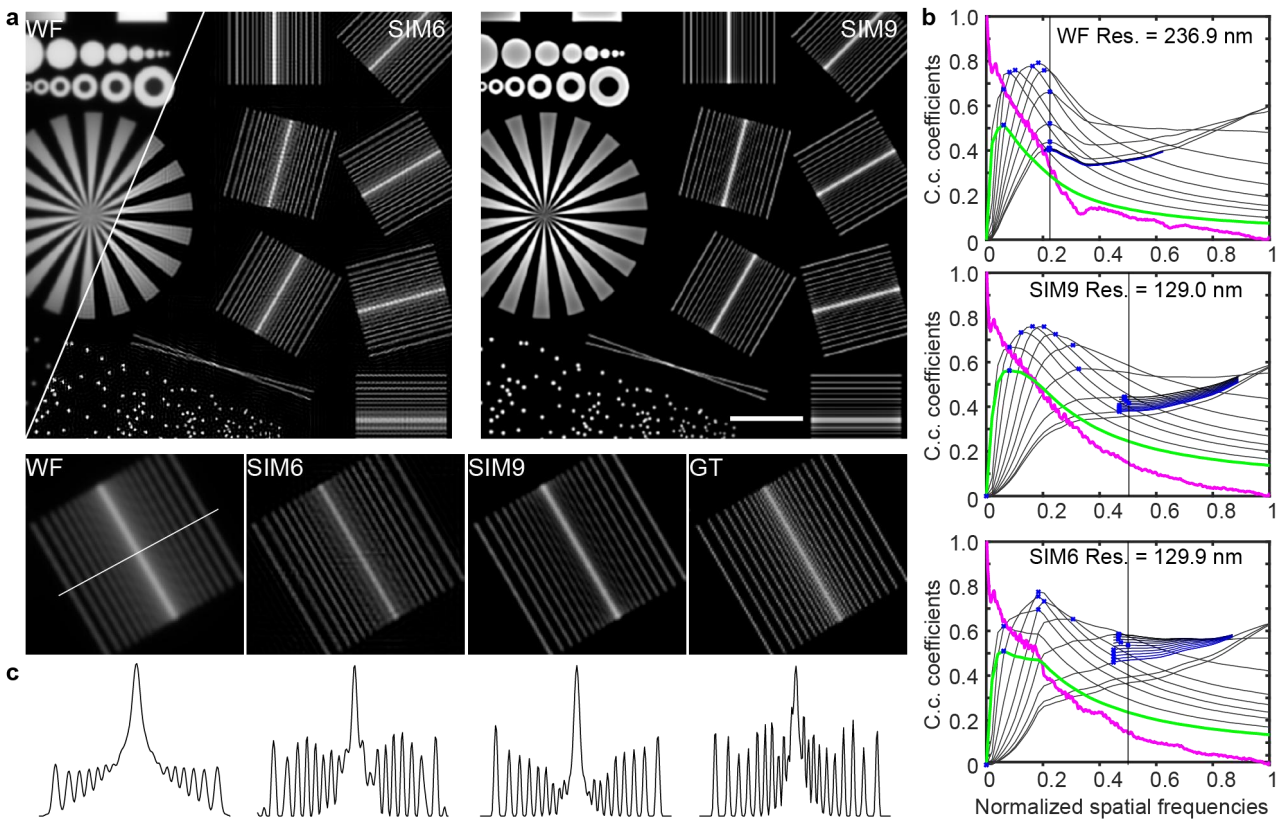 a
WF
SIM6
SIM9
WF
SIM6
SIM9
GT
c
b
WF Res. = 236.9 nm
C.c. coefficients
1.0
0.8
0.6
0.4
0.2
0
0 0.2 0.4 0.6 0.8 1
SIM9 Res. = 129.0 nm
C.c. coefficients
1.0
0.8
0.6
0.4
0.2
0
0 0.2 0.4 0.6 0.8 1
SIM6 Res. = 129.9 nm
C.c. coefficients
1.0
0.8
0.6
0.4
0.2
0
0 0.2 0.4 0.6 0.8 1
Normalized spatial frequencies